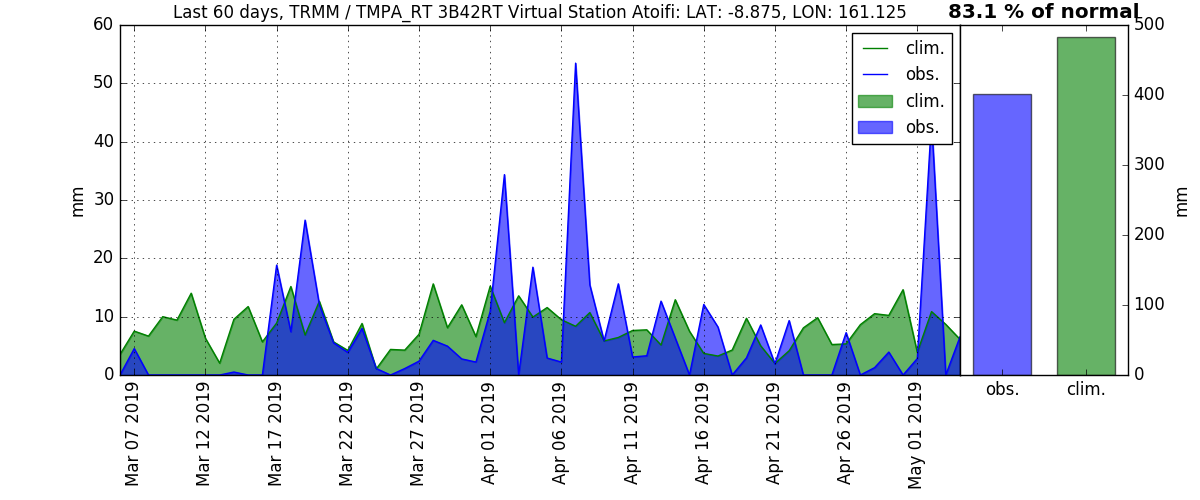 Last 60 days, TRMM / TMPA_RT 3B42RT Virtual Station Atoifi: LAT: -8.875, LON: 161.125
83.1 % of normal
60
50
40
30
20
10
0
mm
clim.
obs.
clim.
obs.
500
400
300
200
100
0
mm
Mar 07 2019
Mar 12 2019
Mar 17 2019
Mar 22 2019
Mar 27 2019
Apr 01 2019
Apr 06 2019
Apr 11 2019
Apr 16 2019
Apr 21 2019
Apr 26 2019
May 01 2019
obs.
clim.